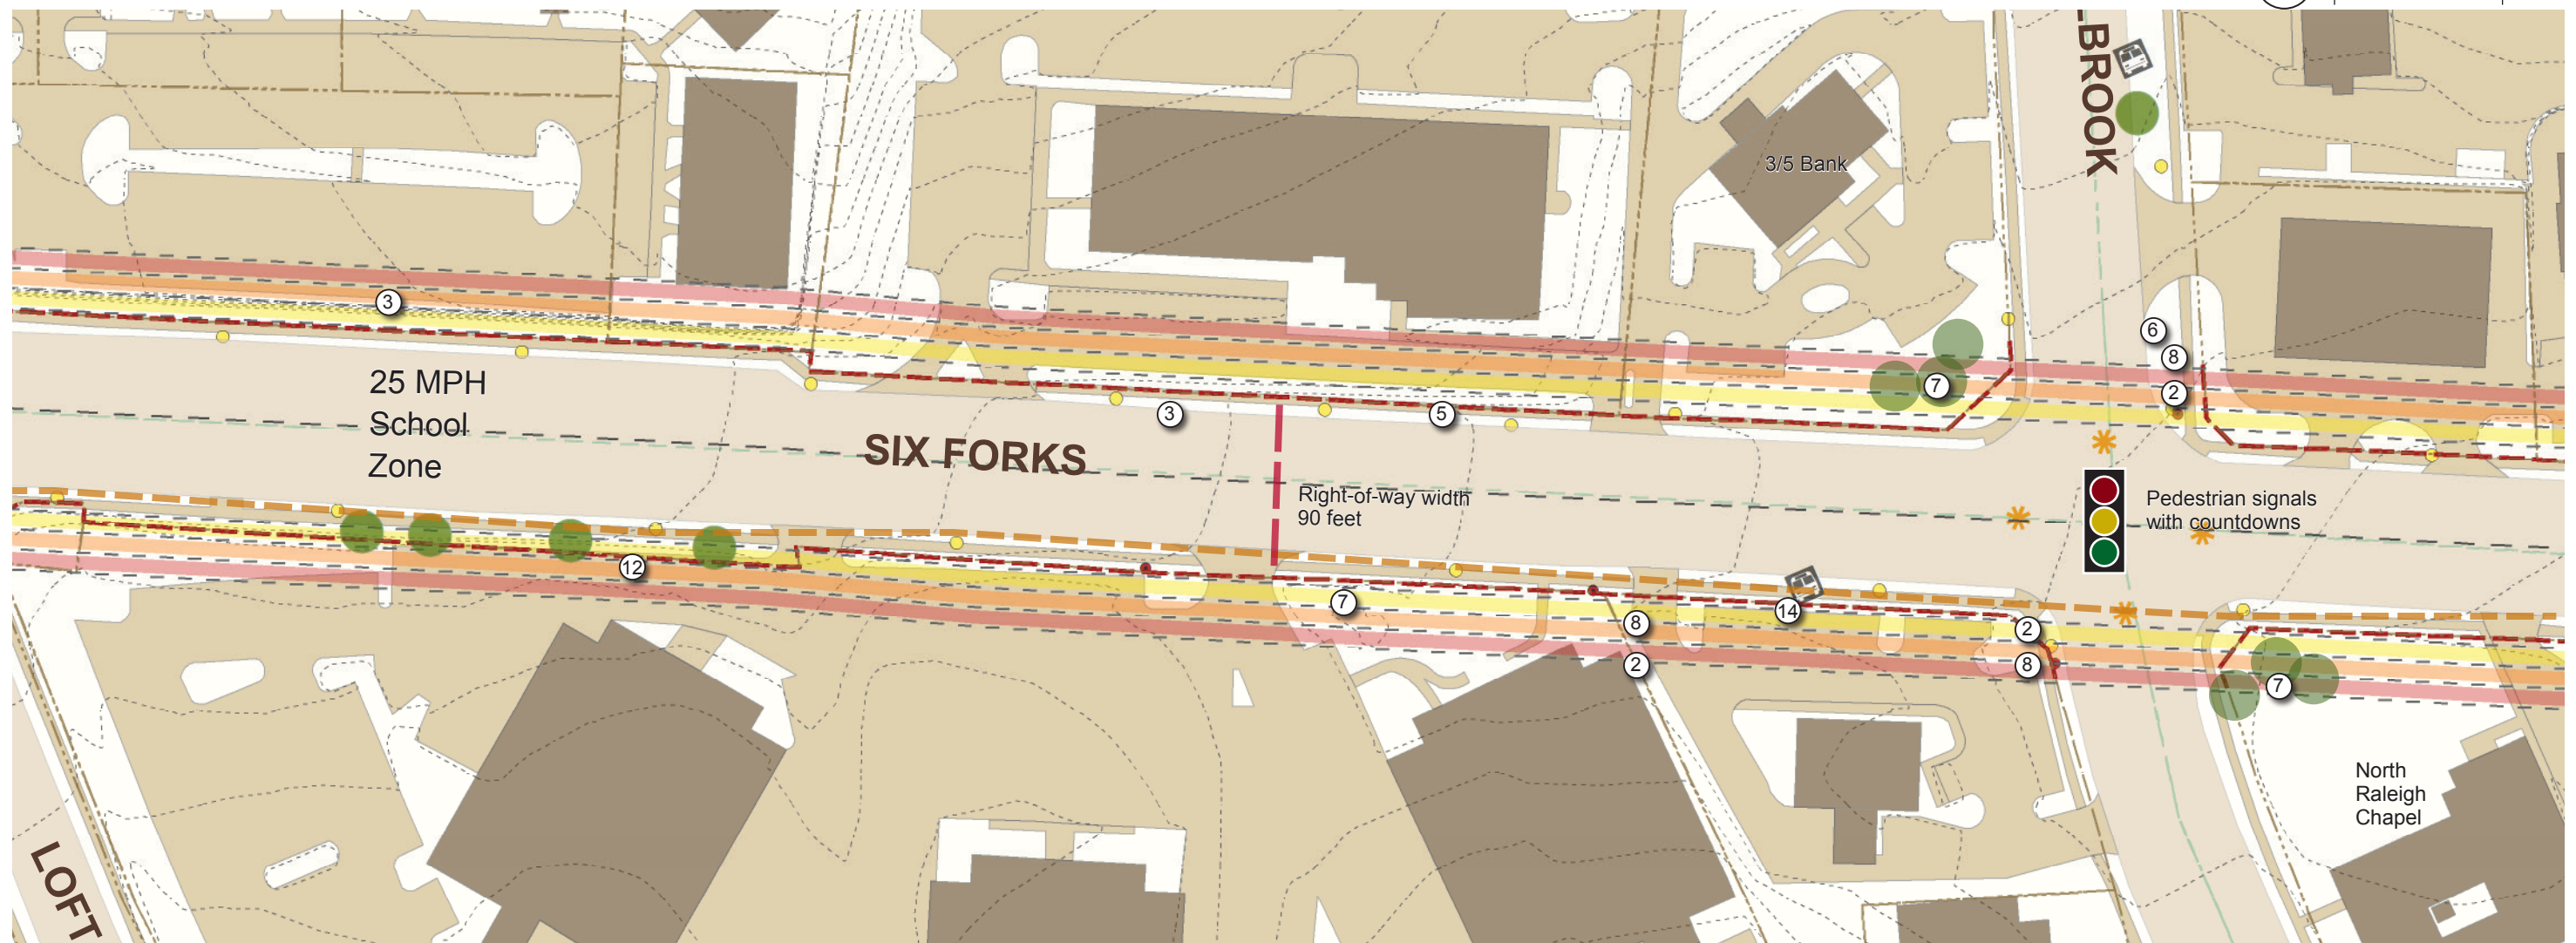 LBROOK
3/5 Bank
3
6
8
7
2
25 MPH
School
Zone
3
5
SIX FORKS
Right-of-way width
90 feet
Pedestrian signals
with countdowns
12
7
14
8
2
2
8
7
North
Raleigh
Chapel
LOFT